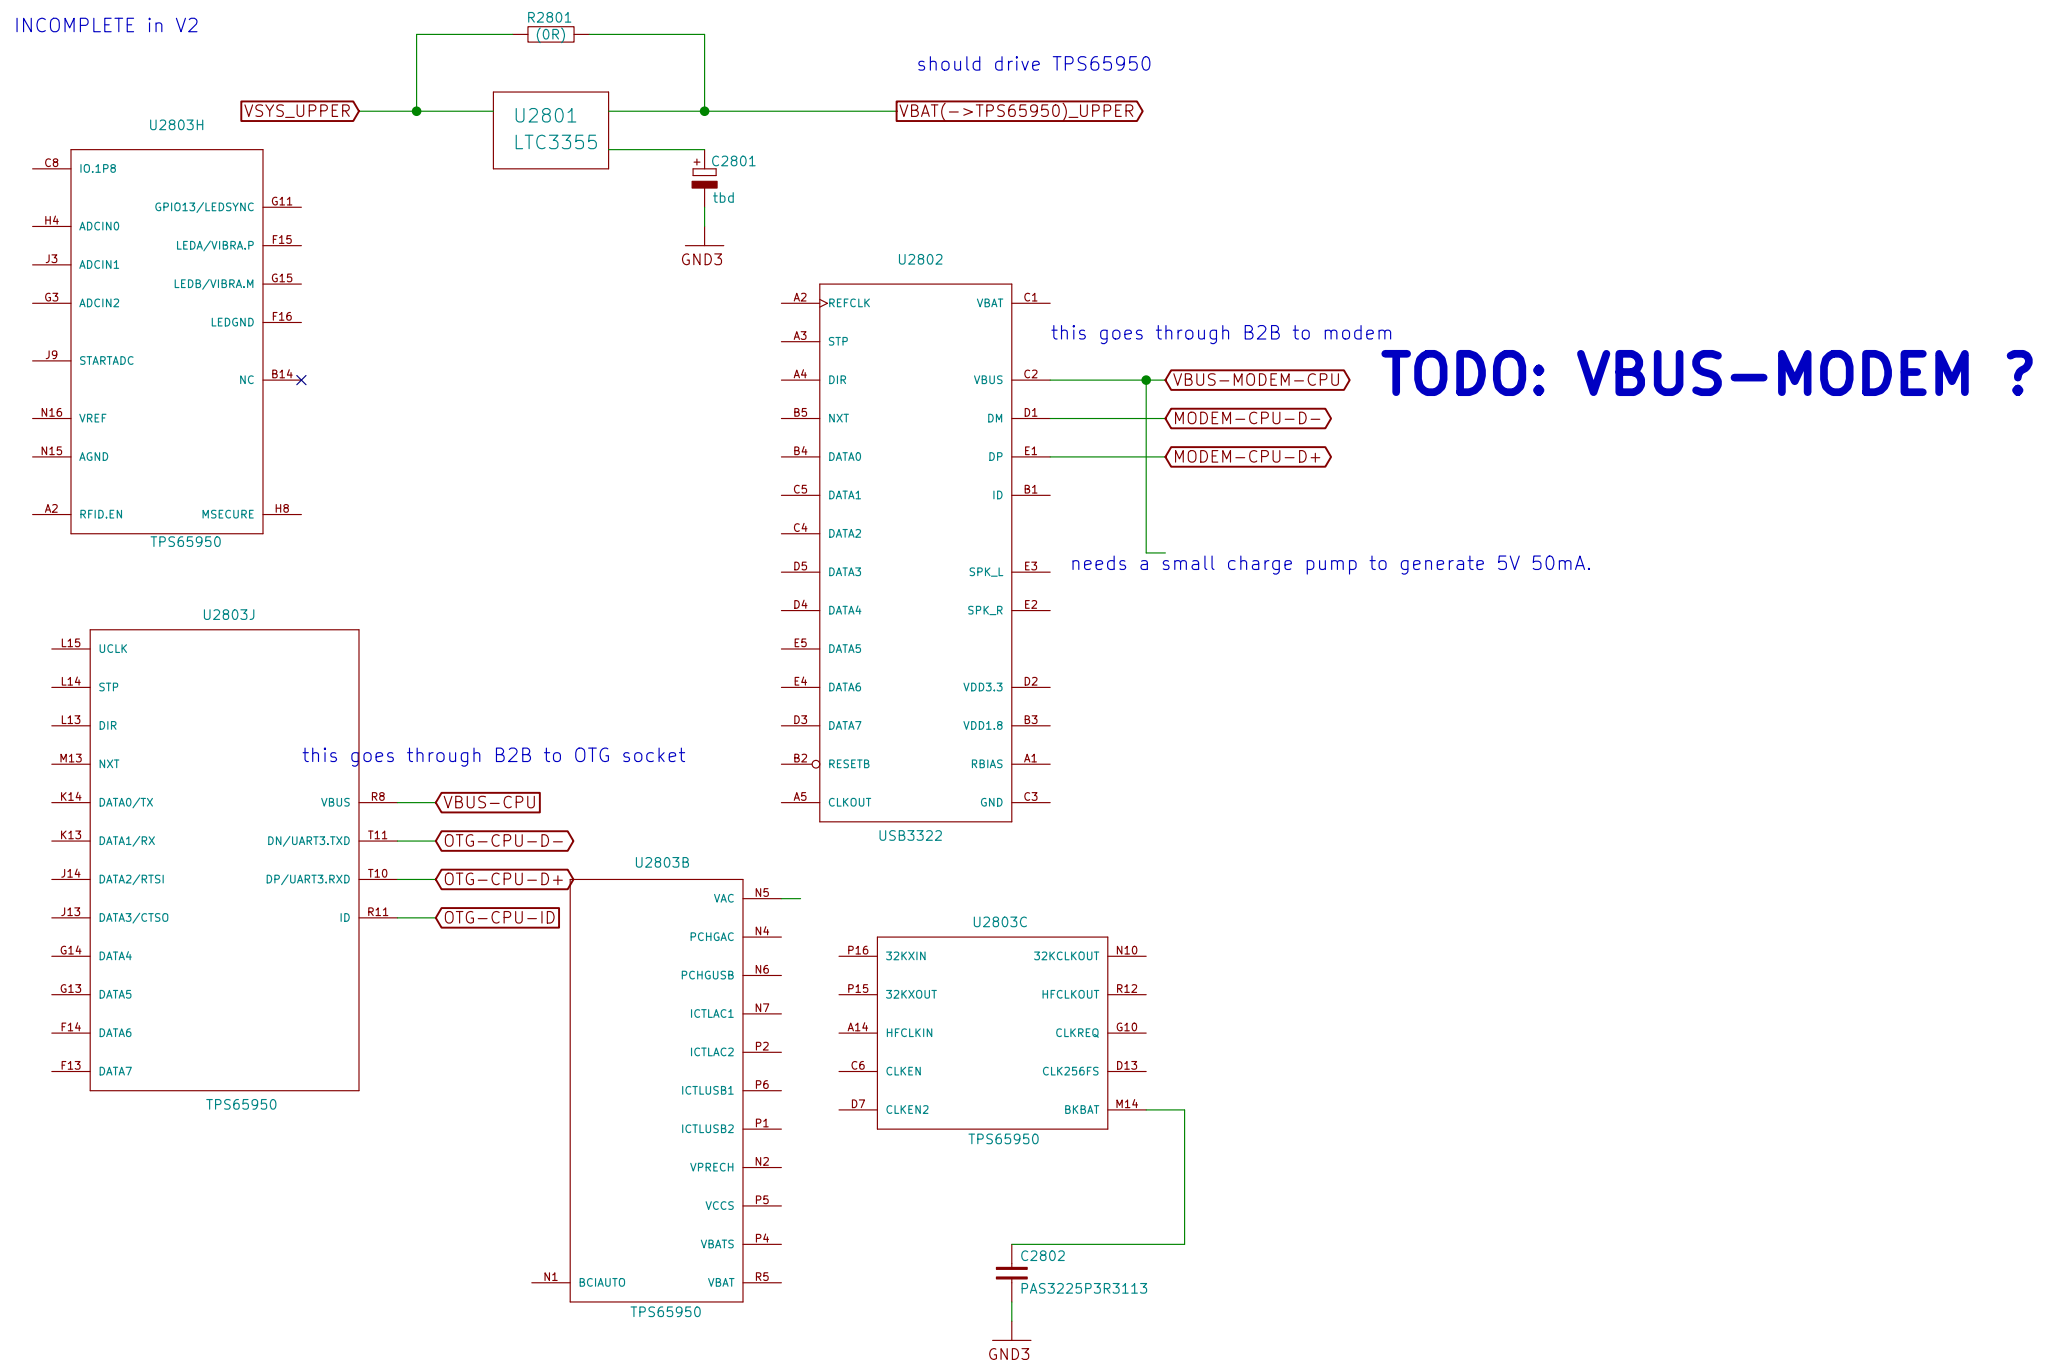 INCOMPLETE in V2
R2801
(0R)
should drive TPS65950
VSYS_UPPER
U2801
LTC3355
VBAT(->TPS65950)_UPPER
+
C2801
tbd
GND3
U2803H
C8 IO.1P8
GPIO13/LEDSYNC G11
H4 ADCIN0
LEDA/VIBRA.P F15
J3 ADCIN1
LEDB/VIBRA.M G15
G3 ADCIN2
LEDGND F16
J9 STARTADC
NC B14
N16 VREF
N15 AGND
A2 RFID.EN MSECURE H8
TPS65950
U2802
A2 REFCLK VBAT C1
this goes through B2B to modem
A3 STP
TODO: VBUS-MODEM ?
A4 DIR VBUS C2 VBUS-MODEM-CPU
B5 NXT DM D1 MODEM-CPU-D-
B4 DATA0 DP E1 MODEM-CPU-D+
C5 DATA1 ID B1
C4 DATA2
needs a small charge pump to generate 5V 50mA.
D5 DATA3 SPK_L E3
D4 DATA4 SPK_R E2
E5 DATA5
E4 DATA6 VDD3.3 D2
D3 DATA7 VDD1.8 B3
B2 RESETB RBIAS A1
A5 CLKOUT GND C3
USB3322
U2803J
L15 UCLK
L14 STP
L13 DIR
this goes through B2B to OTG socket
M13 NXT
K14 DATA0/TX VBUS R8 VBUS-CPU
K13 DATA1/RX DN/UART3.TXD T11 OTG-CPU-D-
J14 DATA2/RTSI DP/UART3.RXD T10 OTG-CPU-D+
J13 DATA3/CTSO ID R11 OTG-CPU-ID
G14 DATA4
G13 DATA5
F14 DATA6
F13 DATA7
TPS65950
U2803B
VAC N5
PCHGAC N4
PCHGUSB N6
ICTLAC1 N7
ICTLAC2 P2
ICTLUSB1 P6
ICTLUSB2 P1
VPRECH N2
VCCS P5
VBATS P4
N1 BCIAUTO VBAT R5
TPS65950
U2803C
P16 32KXIN 32KCLKOUT N10
P15 32KXOUT HFCLKOUT R12
A14 HFCLKIN CLKREQ G10
C6 CLKEN CLK256FS D13
D7 CLKEN2 BKBAT M14
TPS65950
C2802
PAS3225P3R3113
GND3